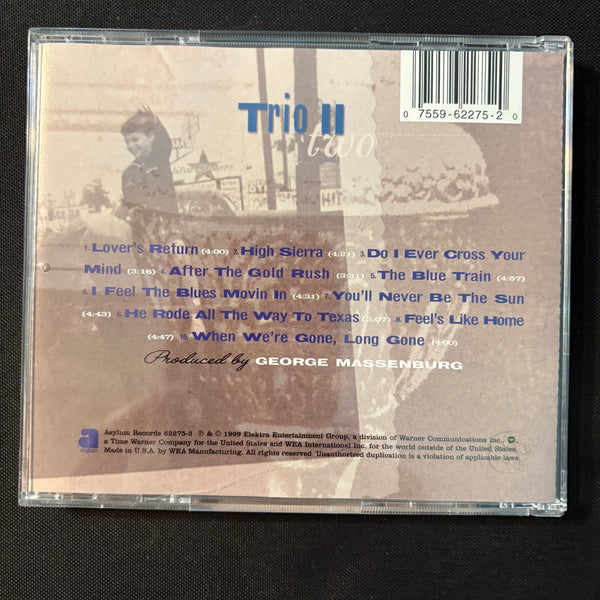 Trio II
two
0 7559-62275-2 0
1. Lover's Return (4:00) 2. High Sierra (4:21) 3. Do I Ever Cross Your
Mind (3:16) 4. After The Gold Rush (3:31) 5. The Blue Train (4:57)
6. I Feel The Blues Movin In (4:31) 7. You'll Never Be The Sun
(4:43) 8. He Rode All The Way To Texas (3:07) 9. Feel's Like Home
(4:47) 10. When We're Gone, Long Gone (4:00)
Produced by GEORGE MASSENBURG
a
Asylum Records 62275-2 ℗ & © 1999 Elektra Entertainment Group, a division of Warner Communications Inc.,
a Time Warner Company for the United States and WEA International Inc. for the world outside of the United States.
Made in U.S.A. by WEA Manufacturing. All rights reserved. Unauthorized duplication is a violation of applicable laws.